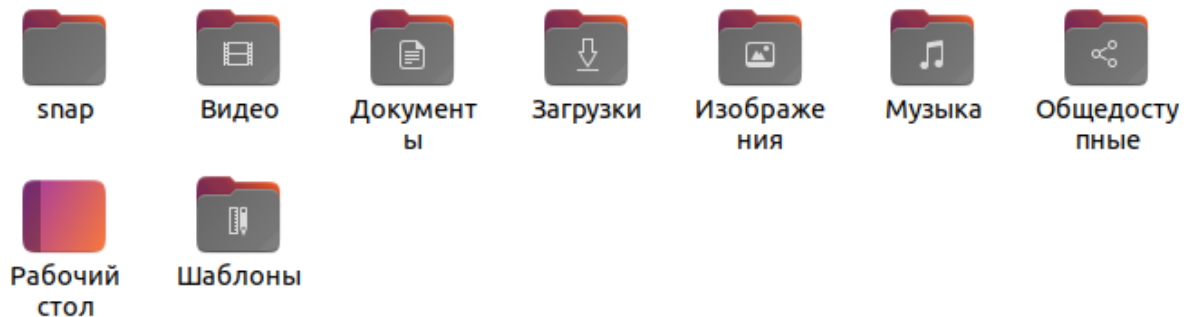 snap
Видео
Документ
ы
Загрузки
Изображе
ния
Музыка
Общедосту
пные
Рабочий
стол
Шаблоны